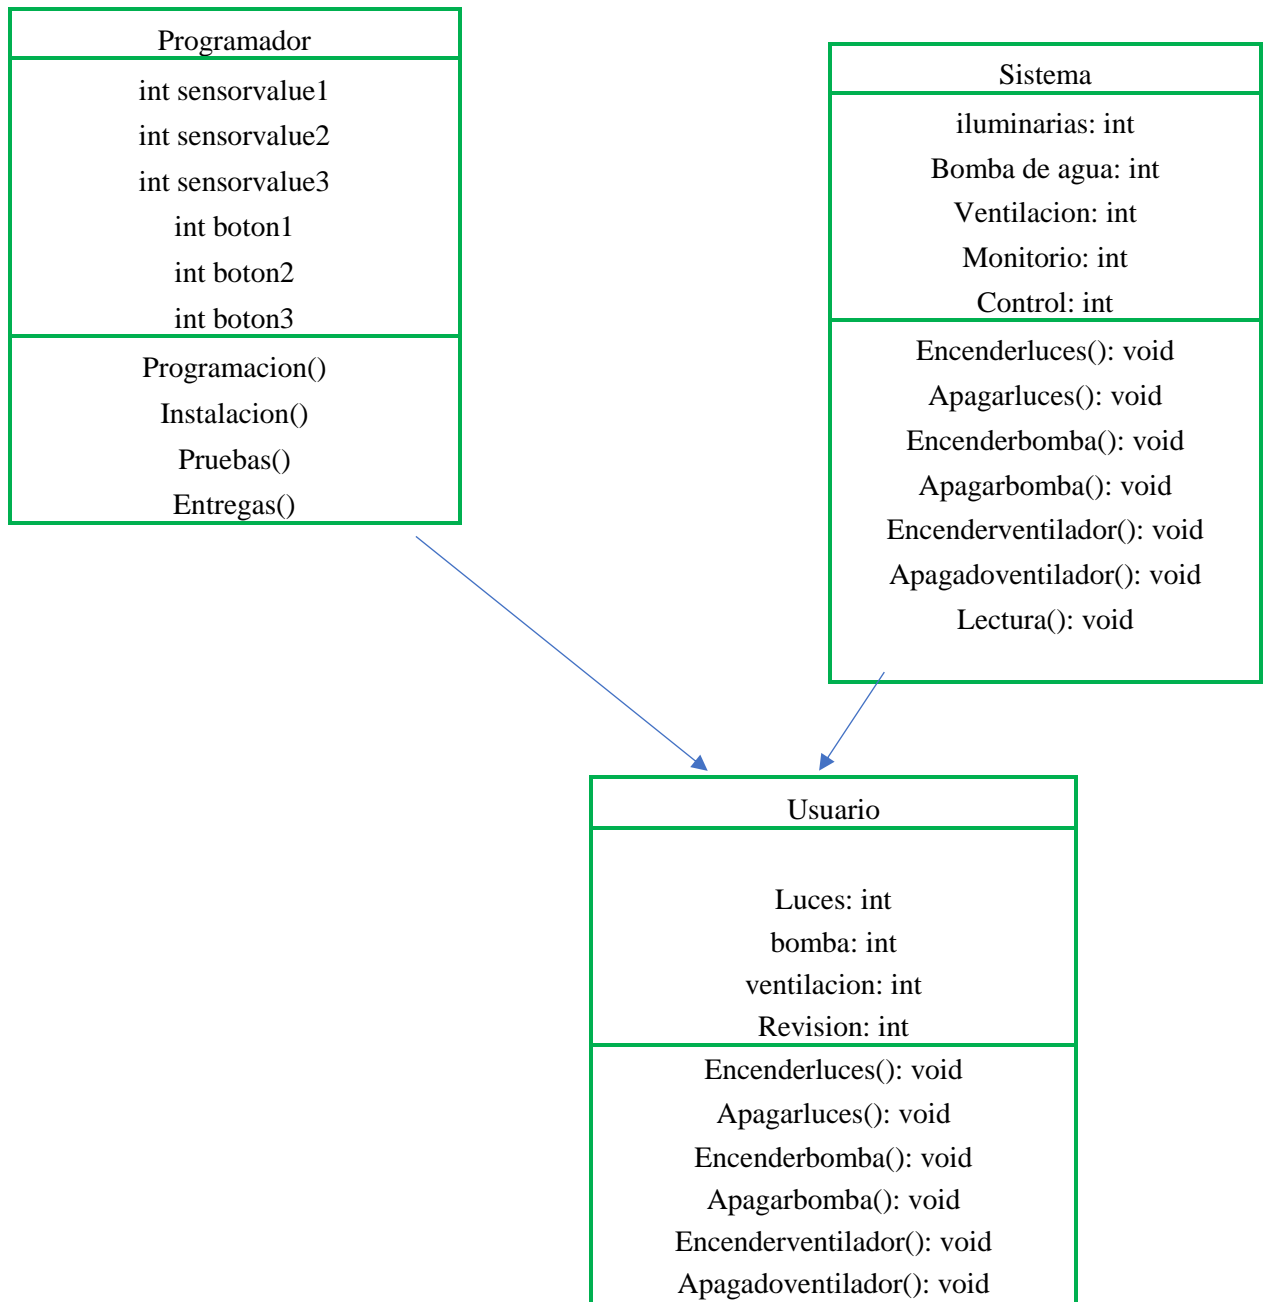 Programador
int sensorvalue1
int sensorvalue2
int sensorvalue3
int boton1
int boton2
int boton3
Programacion()
Instalacion()
Pruebas()
Entregas()
Sistema
iluminarias: int
Bomba de agua: int
Ventilacion: int
Monitorio: int
Control: int
Encenderluces(): void
Apagarluces(): void
Encenderbomba(): void
Apagarbomba(): void
Encenderventilador(): void
Apagadoventilador(): void
Lectura(): void
Usuario
Luces: int
bomba: int
ventilacion: int
Revision: int
Encenderluces(): void
Apagarluces(): void
Encenderbomba(): void
Apagarbomba(): void
Encenderventilador(): void
Apagadoventilador(): void